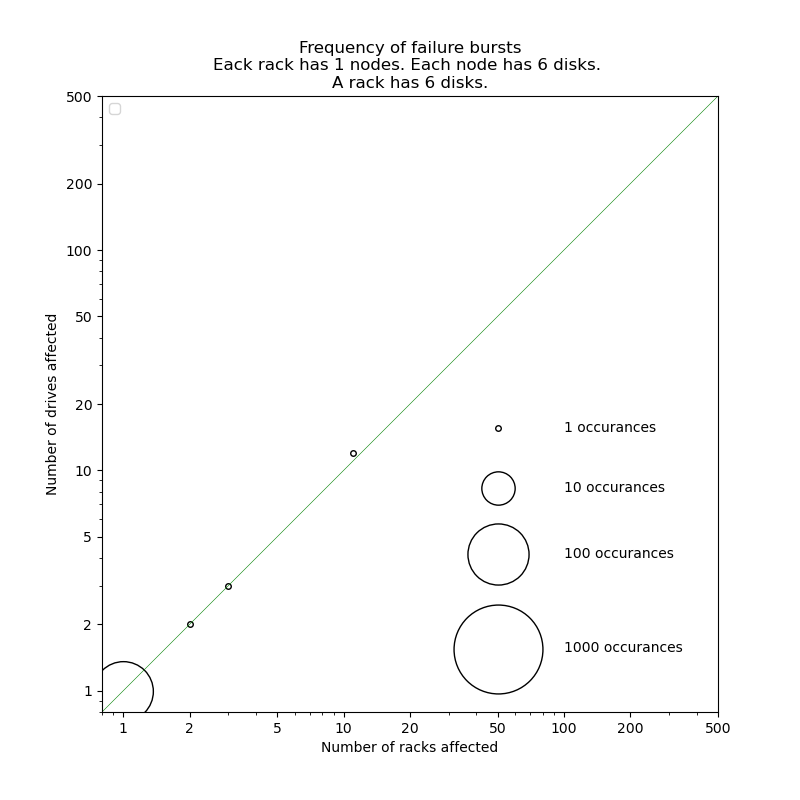 Frequency of failure bursts
Each rack has 1 nodes. Each node has 6 disks.
A rack has 6 disks.
500
200
100
50
20
10
5
2
1
Number of drives affected
1 occurances
10 occurances
100 occurances
1000 occurances
1 2 5 10 20 50 100 200 500
Number of racks affected